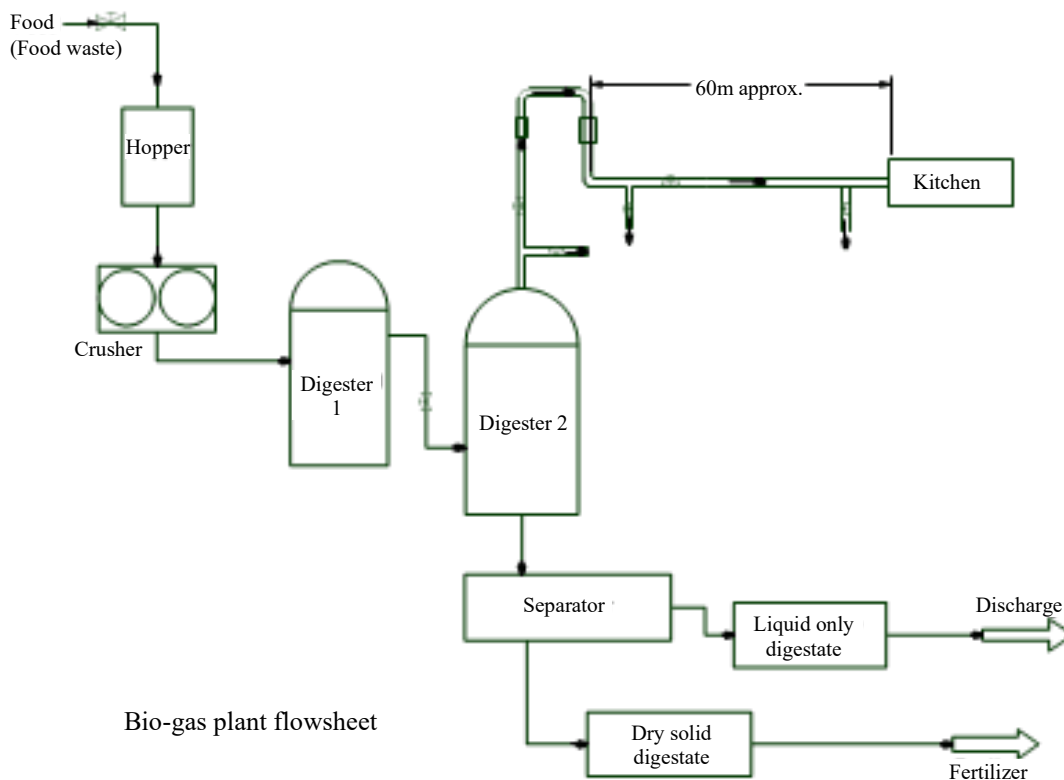 Food
(Food waste)
60m approx.
Hopper
Kitchen
Crusher
Digester
1
Digester 2
Separator
Discharge
Liquid only
digestate
Bio-gas plant flowsheet
Dry solid
digestate
Fertilizer